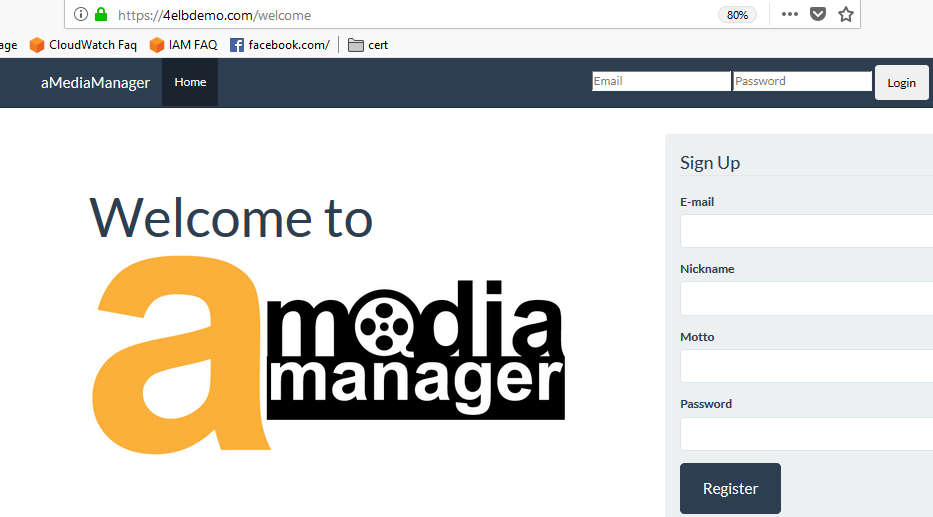 https://4elbdemo.com/welcome
80%
age
CloudWatch Faq
IAM FAQ
facebook.com/
cert
aMediaManager
Home
Email
Password
Login
Welcome to
a media
manager
Sign Up
E-mail
Nickname
Motto
Password
Register